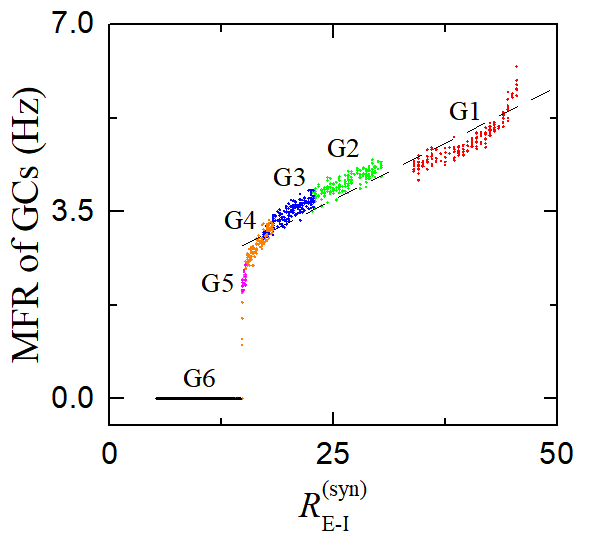 7.0
G1
G2
G3
3.5
G4
G5
G6
0.0
MFR of GCs (Hz)
0 25 50
R_E-I^(syn)